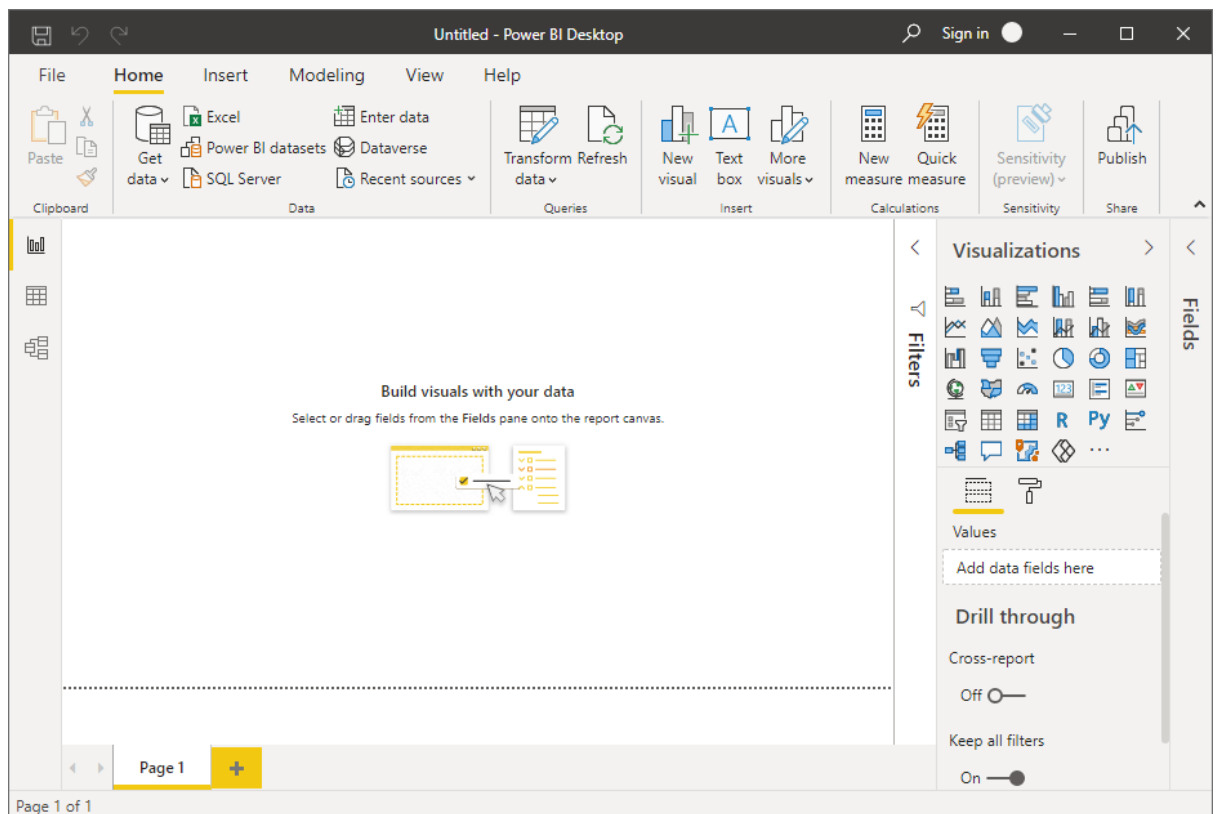 Untitled - Power BI Desktop
Sign in
File Home Insert Modeling View Help
Paste
Get data
Excel
Power BI datasets
SQL Server
Enter data
Dataverse
Recent sources
Transform data
Refresh
New visual
Text box
A
More visuals
New measure
Quick measure
Sensitivity (preview)
Publish
Clipboard
Data
Queries
Insert
Calculations
Sensitivity
Share
Build visuals with your data
Select or drag fields from the Fields pane onto the report canvas.
Filters
Visualizations
Fields
123
R
Py
Values
Add data fields here
Drill through
Cross-report
Off
Keep all filters
On
Page 1
Page 1 of 1